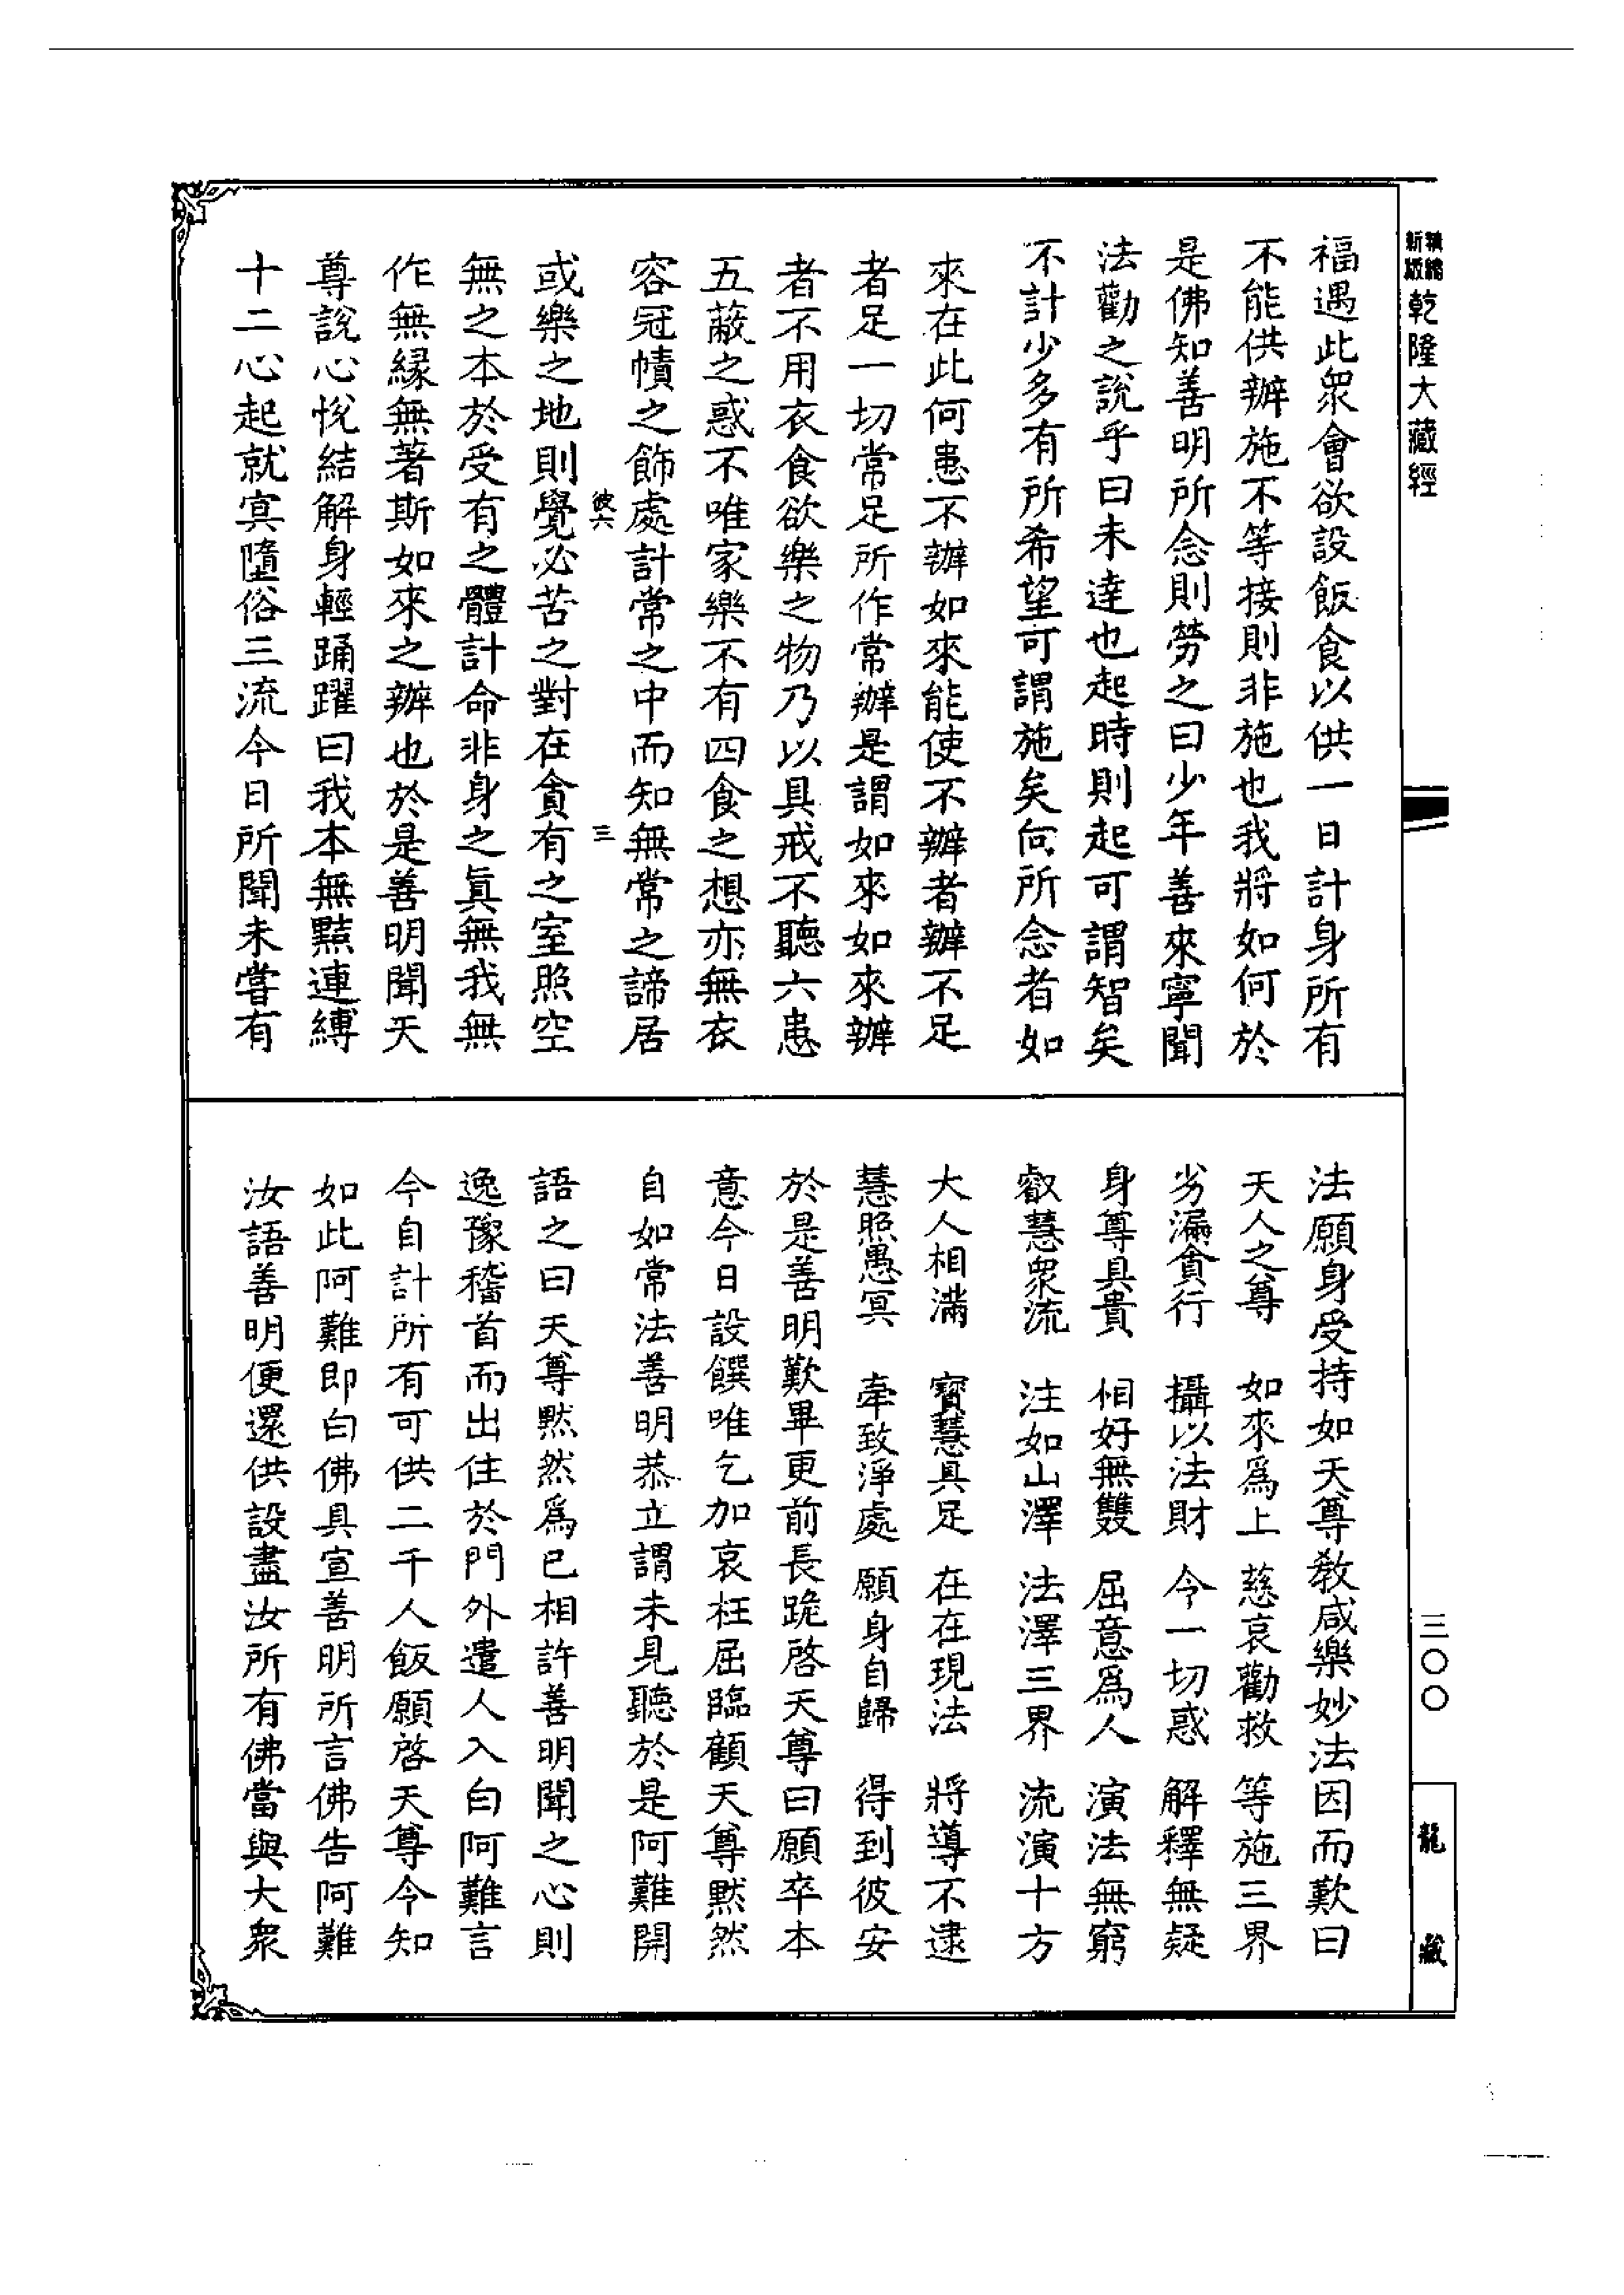 新版精縮乾隆大藏經
福遇此眾會欲設飯食以供一日計身所有
不能供辦施不等接則非施也我將如何於
是佛知善明所念則勞之曰少年善來寧聞
法勸之說乎曰未達也起時則起可謂智矣
不計少多有所希望可謂施矣向所念者如
來在此何患不辦如來能使不辦者辦不足
者足一切常足所作常辦是謂如來如來辦
者不用衣食欲樂之物乃以具戒不聽六患
五蔽之惑不唯家樂不有四食之想亦無衣
容冠幘之飾處計常之中而知無常之諦居
彼六
三
或樂之地則覺必苦之對在貪有之室照空
無之本於受有之體計命非身之真無我無
作無緣無著斯如來之辦也於是善明聞天
尊說心悅結解身輕踊躍曰我本無黠連縛
十二心起就冥墮俗三流今日所聞未嘗有
法願身受持如天尊教咸樂妙法因而歎曰
天人之尊 如來為上 慈哀勸救 等施三界
劣漏貪行 攝以法財 今一切惑 解釋無疑
身尊具貴 相好無雙 屈意為人 演法無窮
叡慧眾流 注如山澤 法澤三界 流演十方
大人相滿 寶慧具足 在在現法 將導不逮
慧照愚冥 牽致淨處 願身自歸 得到彼安
於是善明歎畢更前長跪啓天尊曰願卒本
意今日設饌唯乞加哀枉屈臨顧天尊默然
自如常法善明恭立謂未見聽於是阿難開
語之曰天尊默然為已相許善明聞之心則
逸豫稽首而出住於門外遣人入白阿難言
今自計所有可供二千人飯願啓天尊令知
如此阿難即白佛具宣善明所言佛告阿難
汝語善明便還供設盡汝所有佛當與大眾
三〇〇
龍藏